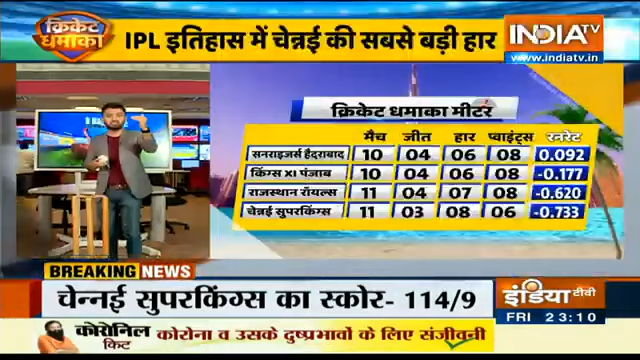 क्रिकेट
धमाका
IPL इतिहास में चेन्नई की सबसे बड़ी हार
INDIA TV
www.indiatv.in
क्रिकेट धमाका मीटर
मैच जीत हार प्वाइंट्स रनरेट
सनराइजर्स हैदराबाद 10 04 06 08 0.092
किंग्स XI पंजाब 10 04 06 08 -0.177
राजस्थान रॉयल्स 11 04 07 08 -0.620
चेन्नई सुपरकिंग्स 11 03 08 06 -0.733
BREAKING NEWS
चेन्नई सुपरकिंग्स का स्कोर- 114/9
इंडिया टीवी
कोरोनिल
किट
कोरोना व उसके दुष्प्रभावों के लिए संजीवनी
FRI 23:10